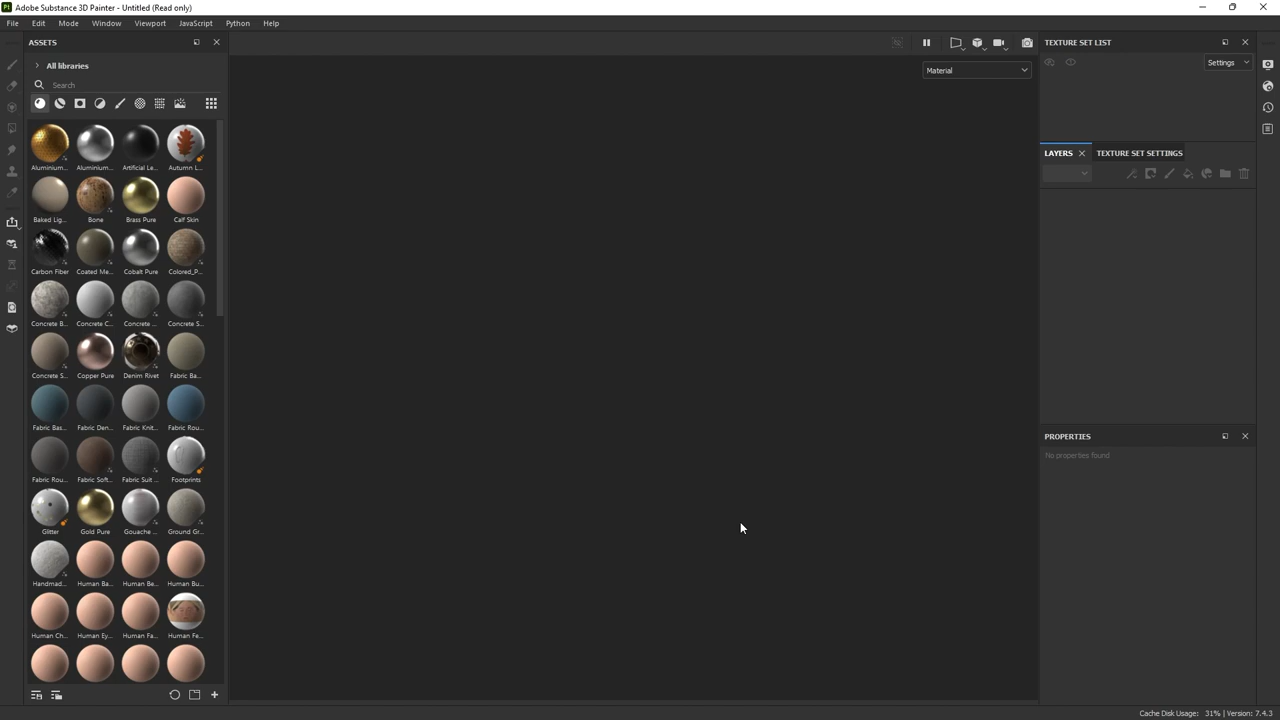 Pt Adobe Substance 3D Painter - Untitled (Read only)
File Edit Mode Window Viewport JavaScript Python Help
ASSETS
All libraries
Search
Aluminium... Aluminium... Artificial Le... Autumn L...
Baked Lig... Bone Brass Pure Calf Skin
Carbon Fiber Coated Me... Cobalt Pure Colored_P...
Concrete B... Concrete C... Concrete ... Concrete S...
Concrete S... Copper Pure Denim Rivet Fabric Ba...
Fabric Bas... Fabric Den... Fabric Knit... Fabric Rou...
Fabric Rou... Fabric Soft... Fabric Suit ... Footprints
Glitter Gold Pure Gouache ... Ground Gr...
Handmad... Human Ba... Human Be... Human Bu...
Human Ch... Human Ey... Human Fa... Human Fe...
Material
TEXTURE SET LIST
Settings
LAYERS TEXTURE SET SETTINGS
PROPERTIES
No properties found
Cache Disk Usage: 31% | Version: 7.4.3